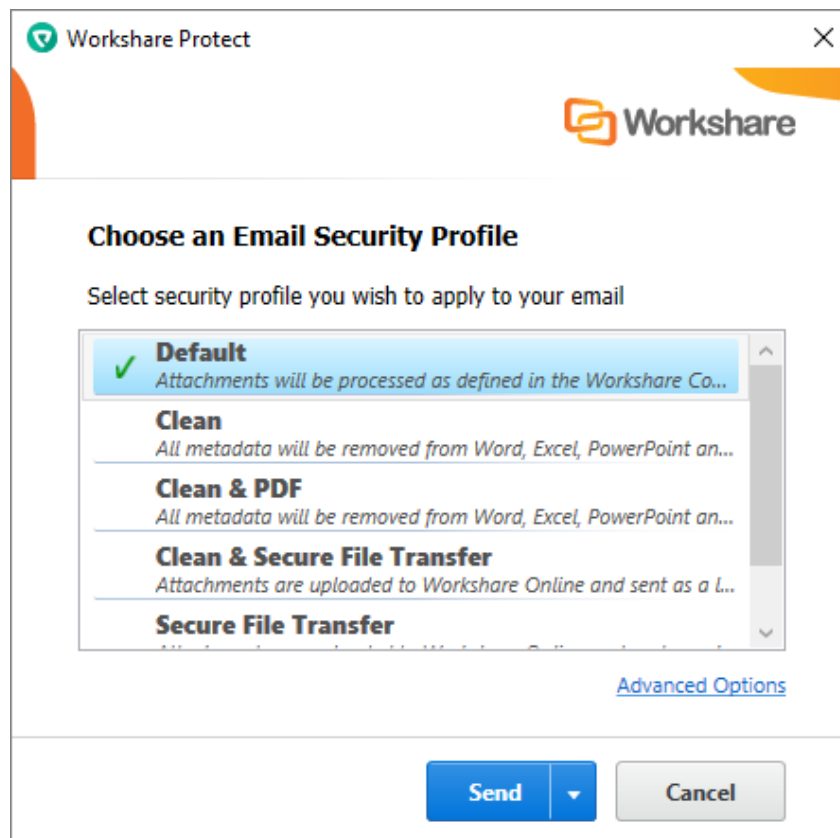 Workshare Protect
Workshare
Choose an Email Security Profile
Select security profile you wish to apply to your email
Default
Attachments will be processed as defined in the Workshare Co...
Clean
All metadata will be removed from Word, Excel, PowerPoint an...
Clean & PDF
All metadata will be removed from Word, Excel, PowerPoint an...
Clean & Secure File Transfer
Attachments are uploaded to Workshare Online and sent as a l...
Secure File Transfer
Advanced Options
Send
Cancel